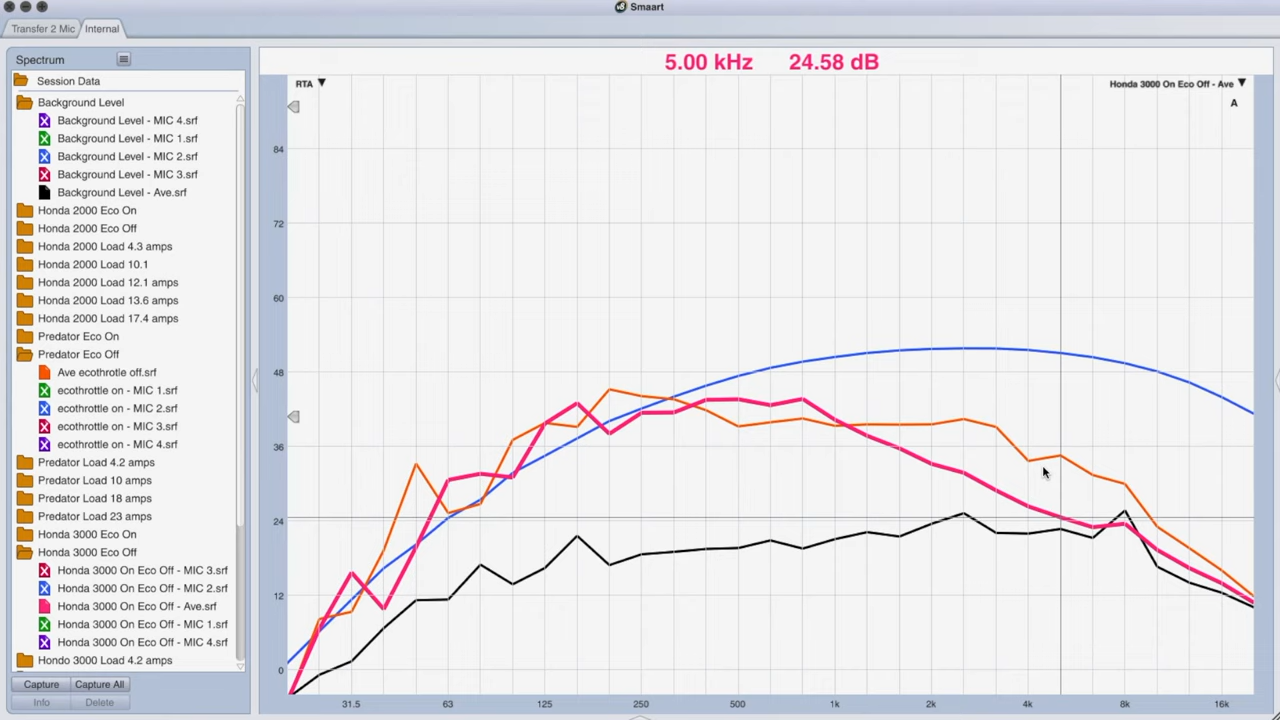 v8 Smaart
Transfer 2 Mic
Internal
Spectrum
Session Data
Background Level
Background Level - MIC 4.srf
Background Level - MIC 1.srf
Background Level - MIC 2.srf
Background Level - MIC 3.srf
Background Level - Ave.srf
Honda 2000 Eco On
Honda 2000 Eco Off
Honda 2000 Load 4.3 amps
Honda 2000 Load 10.1
Honda 2000 Load 12.1 amps
Honda 2000 Load 13.6 amps
Honda 2000 Load 17.4 amps
Predator Eco On
Predator Eco Off
Ave ecothrotle off.srf
ecothrottle on - MIC 1.srf
ecothrottle on - MIC 2.srf
ecothrottle on - MIC 3.srf
ecothrottle on - MIC 4.srf
Predator Load 4.2 amps
Predator Load 10 amps
Predator Load 18 amps
Predator Load 23 amps
Honda 3000 Eco On
Honda 3000 Eco Off
Honda 3000 On Eco Off - MIC 3.srf
Honda 3000 On Eco Off - MIC 2.srf
Honda 3000 On Eco Off - Ave.srf
Honda 3000 On Eco Off - MIC 1.srf
Honda 3000 On Eco Off - MIC 4.srf
Hondo 3000 Load 4.2 amps
Capture
Capture All
Info
Delete
5.00 kHz 24.58 dB
RTA
Honda 3000 On Eco Off - Ave
A
84
72
60
48
36
24
12
0
31.5 63 125 250 500 1k 2k 4k 8k 16k